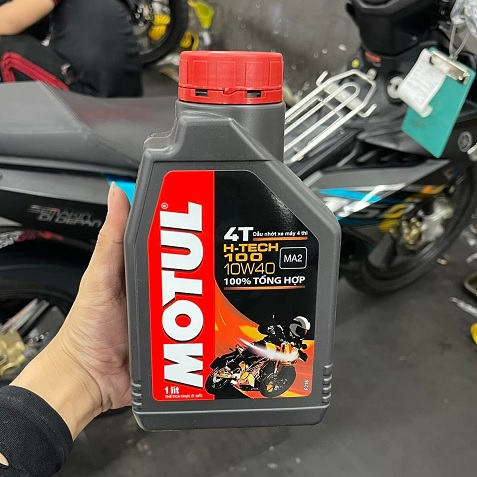 MOTUL
4T Dầu nhớt xe máy 4 thì
H-TECH
100
10W40
MA2
100% TỔNG HỢP
1 lít